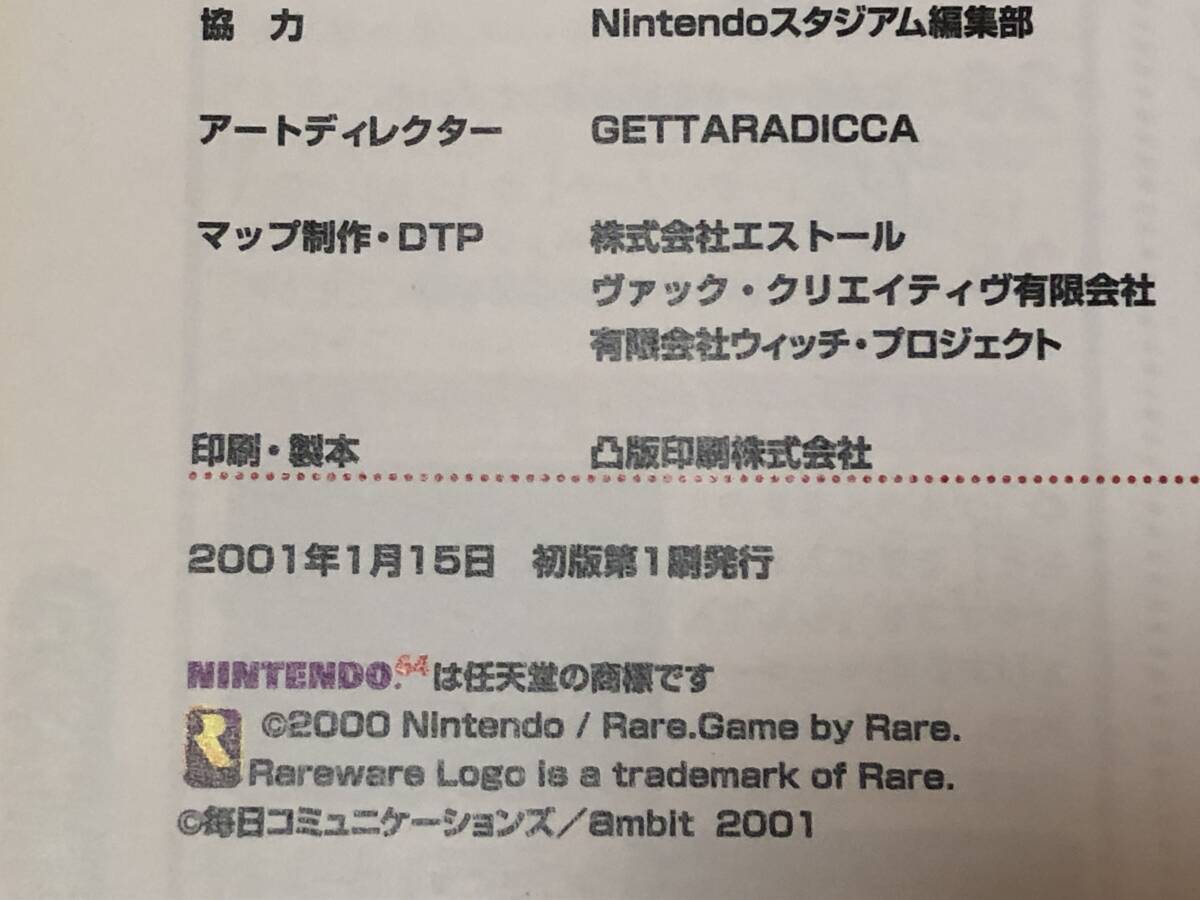 協 力 Nintendoスタジアム編集部
アートディレクター GETTARADICCA
マップ制作・DTP 株式会社エストール
ヴァック・クリエイティヴ有限会社
有限会社ウィッチ・プロジェクト
印刷・製本 凸版印刷株式会社
2001年1月15日 初版第1刷発行
NINTENDO64は任天堂の商標です
R ©2000 Nintendo / Rare.Game by Rare.
Rareware Logo is a trademark of Rare.
©毎日コミュニケーションズ/ambit 2001